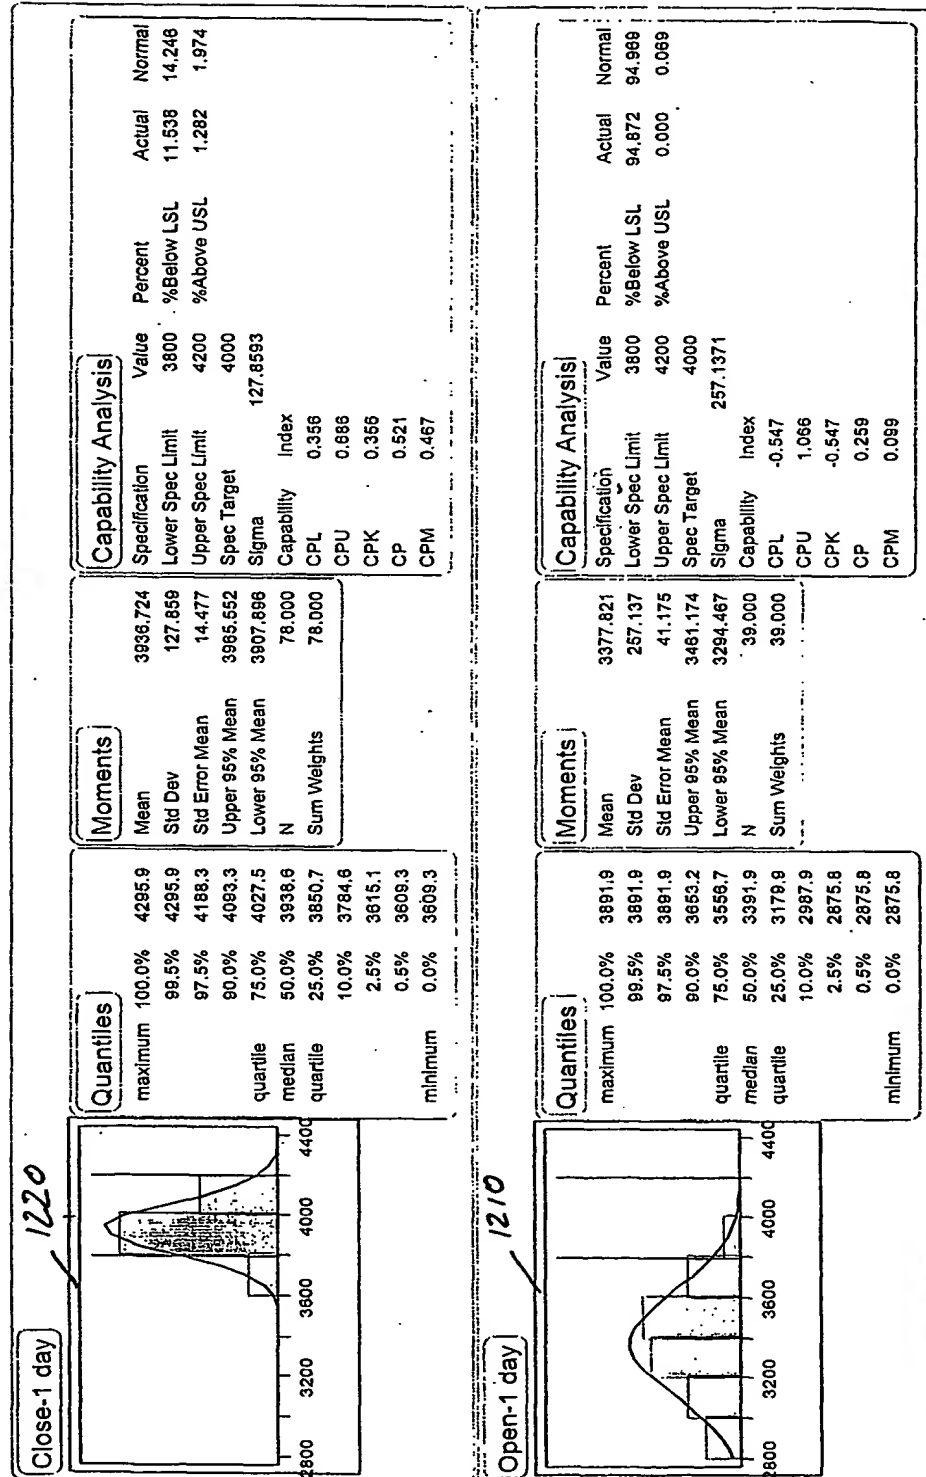 Close-1 day
1220
2800 3200 3600 4000 4400
Quantiles
maximum 100.0% 4295.9
99.5% 4295.9
97.5% 4188.3
90.0% 4093.3
quartile 75.0% 4027.5
median 50.0% 3938.6
quartile 25.0% 3850.7
10.0% 3784.6
2.5% 3615.1
0.5% 3609.3
minimum 0.0% 3609.3
Moments
Mean 3936.724
Std Dev 127.859
Std Error Mean 14.477
Upper 95% Mean 3965.552
Lower 95% Mean 3907.896
N 78.000
Sum Weights 78.000
Capability Analysis
Specification Value Percent Actual Normal
Lower Spec Limit 3800 %Below LSL 11.538 14.246
Upper Spec Limit 4200 %Above USL 1.282 1.974
Spec Target 4000
Sigma 127.8593
Capability Index
CPL 0.356
CPU 0.686
CPK 0.356
CP 0.521
CPM 0.467
Open-1 day
1210
2800 3200 3600 4000 4400
Quantiles
maximum 100.0% 3891.9
99.5% 3891.9
97.5% 3891.9
90.0% 3653.2
quartile 75.0% 3556.7
median 50.0% 3391.9
quartile 25.0% 3179.9
10.0% 2987.9
2.5% 2875.8
0.5% 2875.8
minimum 0.0% 2875.8
Moments
Mean 3377.821
Std Dev 257.137
Std Error Mean 41.175
Upper 95% Mean 3461.174
Lower 95% Mean 3294.467
N 39.000
Sum Weights 39.000
Capability Analysis
Specification Value Percent Actual Normal
Lower Spec Limit 3800 %Below LSL 94.872 94.969
Upper Spec Limit 4200 %Above USL 0.000 0.069
Spec Target 4000
Sigma 257.1371
Capability Index
CPL -0.547
CPU 1.066
CPK -0.547
CP 0.259
CPM 0.099